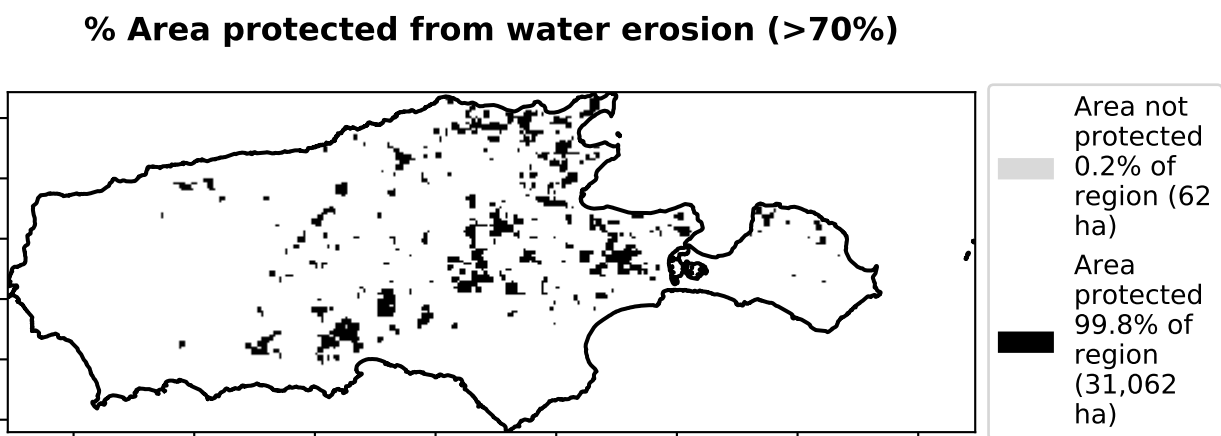 % Area protected from water erosion (>70%)
Area not
protected
0.2% of
region (62
ha)
Area
protected
99.8% of
region
(31,062
ha)